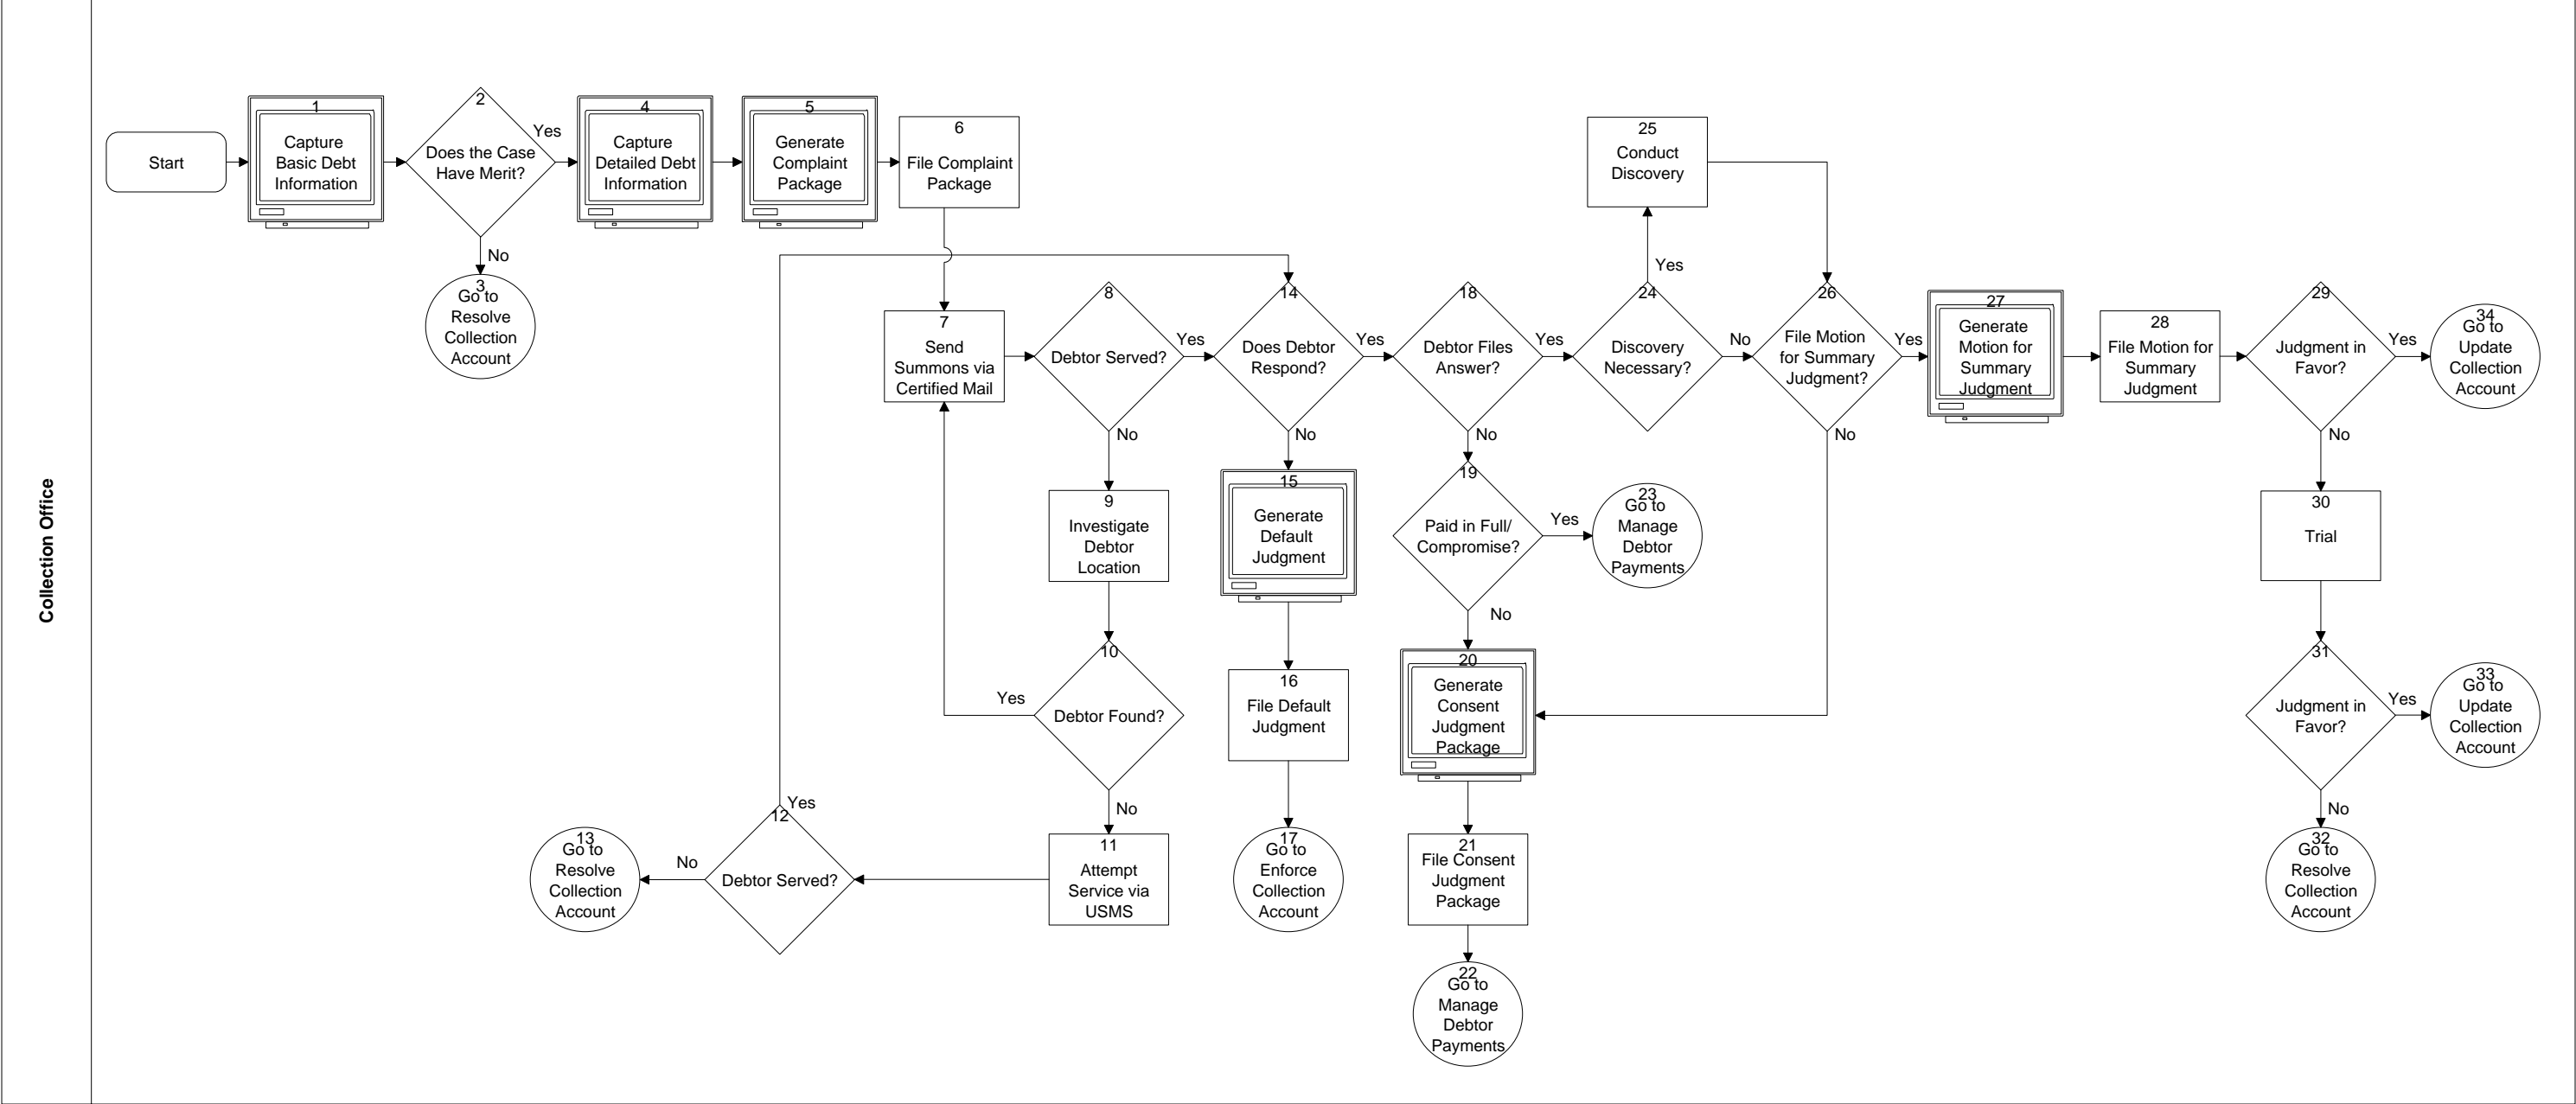 Collection Office
Start
1
Capture
Basic Debt
Information
2
Does the Case
Have Merit?
Yes
No
3
Go to
Resolve
Collection
Account
4
Capture
Detailed Debt
Information
5
Generate
Complaint
Package
6
File Complaint
Package
7
Send
Summons via
Certified Mail
8
Debtor Served?
Yes
No
9
Investigate
Debtor
Location
10
Debtor Found?
Yes
No
11
Attempt
Service via
USMS
12
Debtor Served?
Yes
No
13
Go to
Resolve
Collection
Account
14
Does Debtor
Respond?
Yes
No
15
Generate
Default
Judgment
16
File Default
Judgment
17
Go to
Enforce
Collection
Account
18
Debtor Files
Answer?
Yes
No
19
Paid in Full/
Compromise?
Yes
No
20
Generate
Consent
Judgment
Package
21
File Consent
Judgment
Package
22
Go to
Manage
Debtor
Payments
23
Go to
Manage
Debtor
Payments
24
Discovery
Necessary?
Yes
No
25
Conduct
Discovery
26
File Motion
for Summary
Judgment?
Yes
No
27
Generate
Motion for
Summary
Judgment
28
File Motion for
Summary
Judgment
29
Judgment in
Favor?
Yes
No
30
Trial
31
Judgment in
Favor?
Yes
No
32
Go to
Resolve
Collection
Account
33
Go to
Update
Collection
Account
34
Go to
Update
Collection
Account